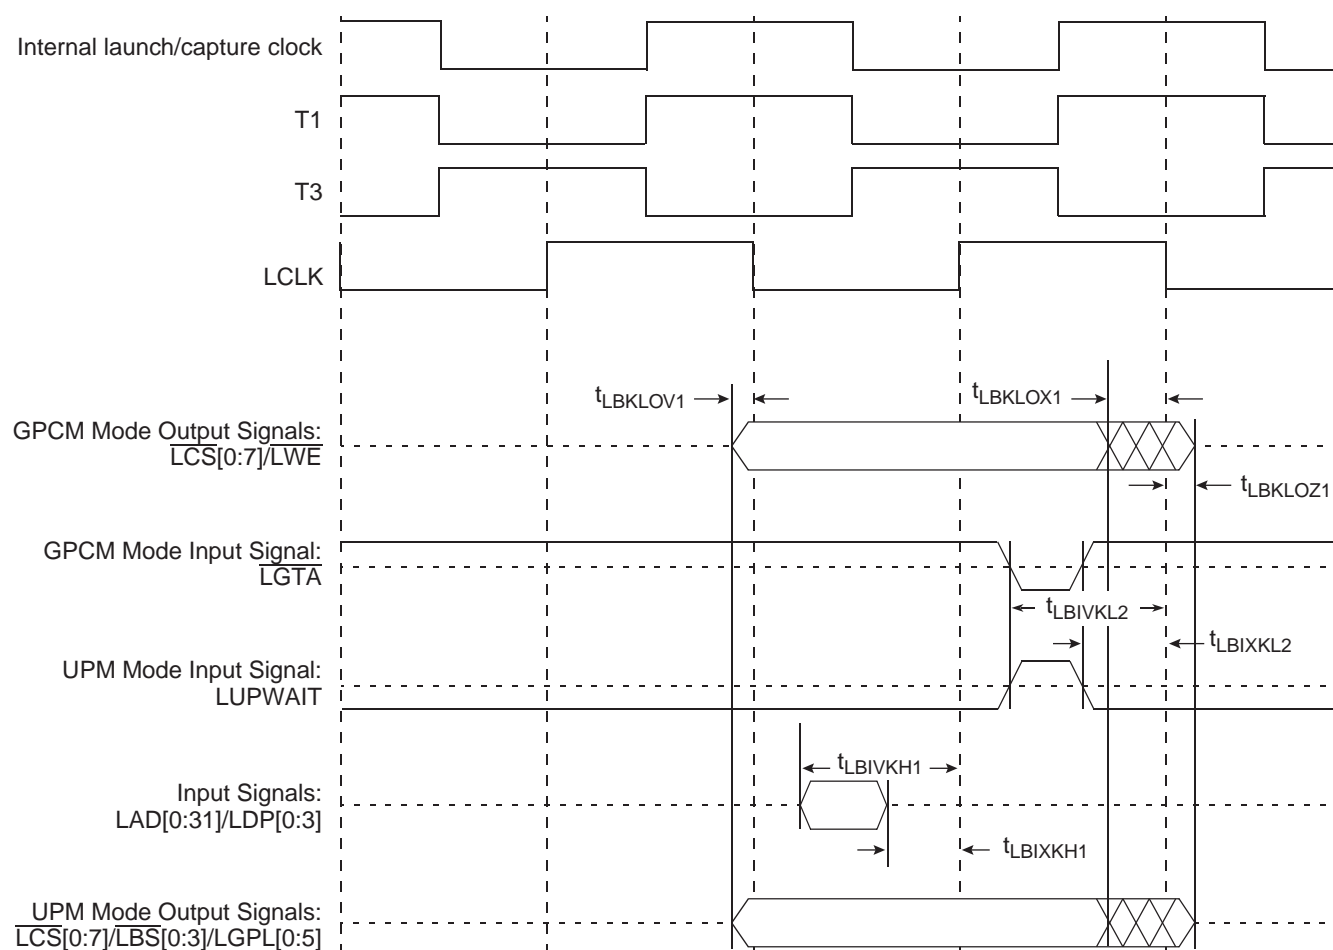 Internal launch/capture clock
T1
T3
LCLK
tLBKLOV1
tLBKLOX1
GPCM Mode Output Signals:
LCS[0:7]/LWE
tLBKLOZ1
GPCM Mode Input Signal:
LGTA
tLBIVKL2
tLBIXKL2
UPM Mode Input Signal:
LUPWAIT
tLBIVKH1
Input Signals:
LAD[0:31]/LDP[0:3]
tLBIXKH1
UPM Mode Output Signals:
LCS[0:7]/LBS[0:3]/LGPL[0:5]